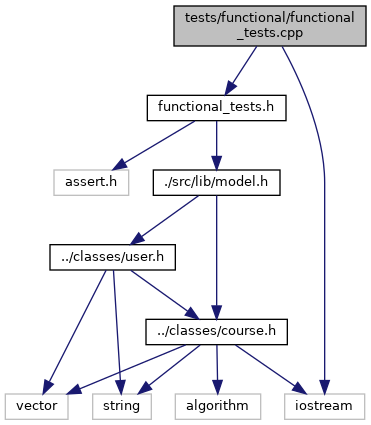 tests/functional/functional
_tests.cpp
functional_tests.h
assert.h
./src/lib/model.h
../classes/user.h
../classes/course.h
vector
string
algorithm
iostream